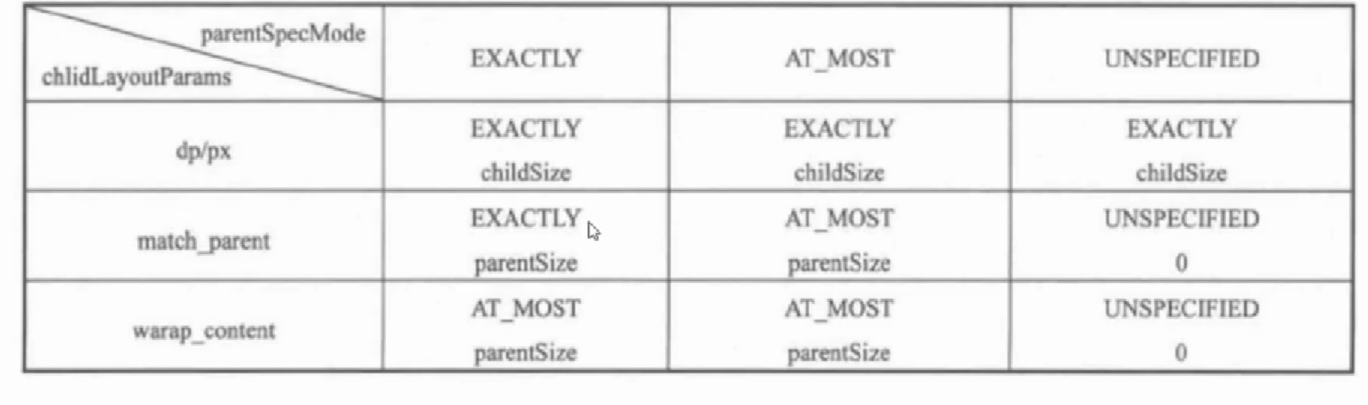 parentSpecMode
chlidLayoutParams
EXACTLY
AT_MOST
UNSPECIFIED
dp/px
EXACTLY
childSize
EXACTLY
childSize
EXACTLY
childSize
match_parent
EXACTLY
parentSize
AT_MOST
parentSize
UNSPECIFIED
0
warap_content
AT_MOST
parentSize
AT_MOST
parentSize
UNSPECIFIED
0